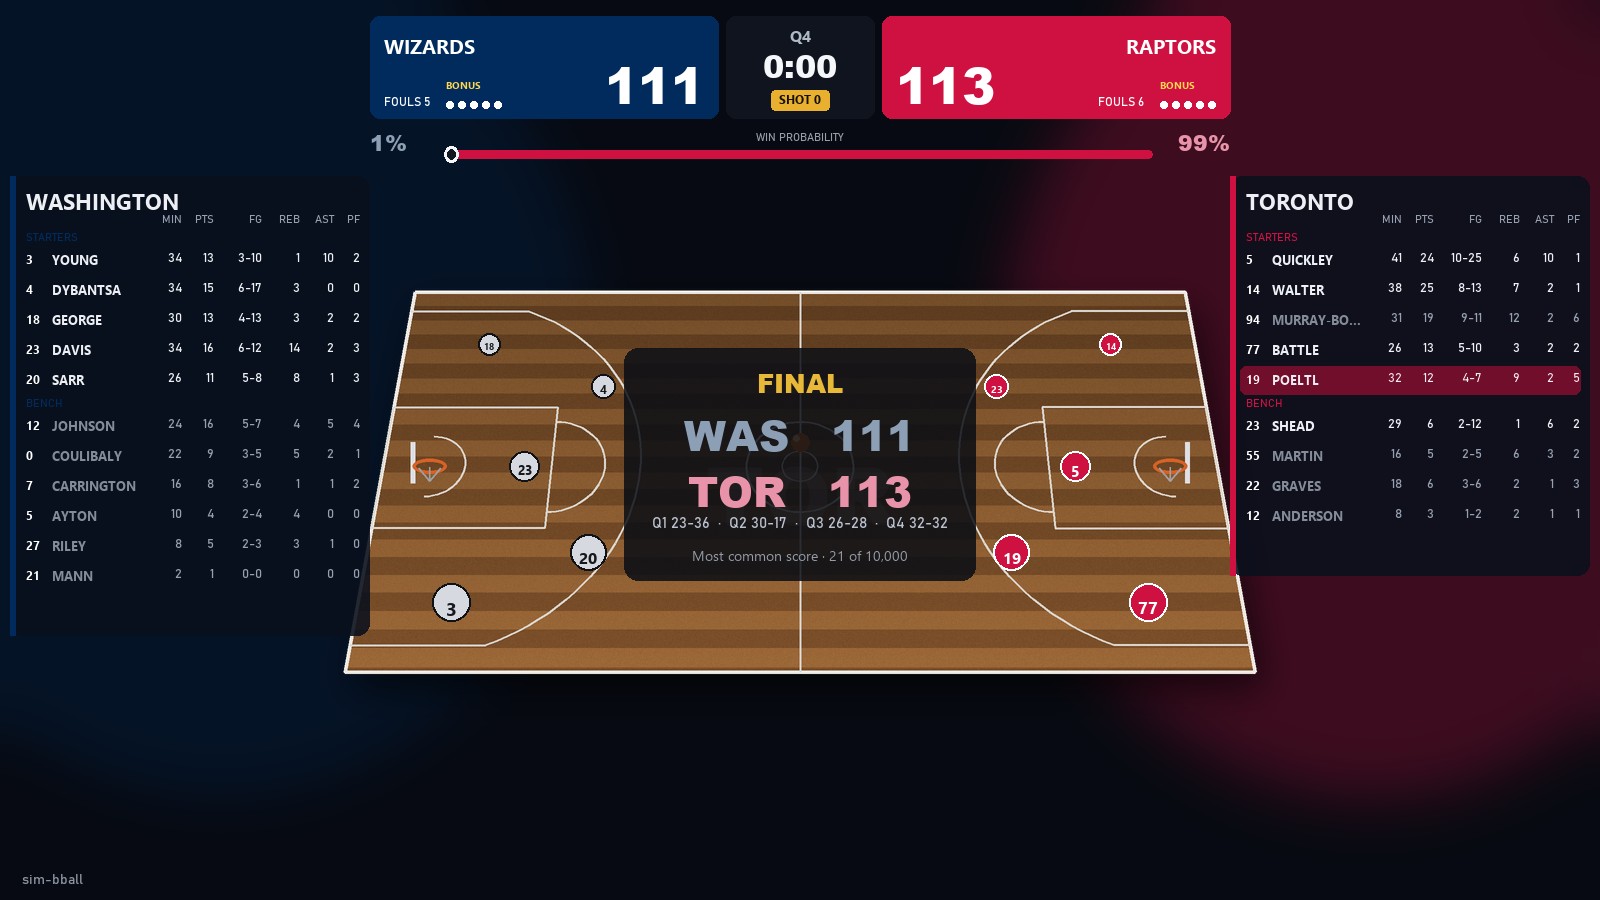 WIZARDS
FOULS 5
BONUS
111
Q4
0:00
SHOT 0
RAPTORS
113
BONUS
FOULS 6
1%
WIN PROBABILITY
99%
WASHINGTON
MIN PTS FG REB AST PF
STARTERS
3 YOUNG 34 13 3-10 1 10 2
4 DYBANTSA 34 15 6-17 3 0 0
18 GEORGE 30 13 4-13 3 2 2
23 DAVIS 34 16 6-12 14 2 3
20 SARR 26 11 5-8 8 1 3
BENCH
12 JOHNSON 24 16 5-7 4 5 4
0 COULIBALY 22 9 3-5 5 2 1
7 CARRINGTON 16 8 3-6 1 1 2
5 AYTON 10 4 2-4 4 0 0
27 RILEY 8 5 2-3 3 1 0
21 MANN 2 1 0-0 0 0 0
18
4
23
20
3
FINAL
WAS 111
TOR 113
Q1 23-36 · Q2 30-17 · Q3 26-28 · Q4 32-32
Most common score · 21 of 10,000
14
23
5
19
77
TORONTO
MIN PTS FG REB AST PF
STARTERS
5 QUICKLEY 41 24 10-25 6 10 1
14 WALTER 38 25 8-13 7 2 1
94 MURRAY-BO... 31 19 9-11 12 2 6
77 BATTLE 26 13 5-10 3 2 2
19 POELTL 32 12 4-7 9 2 5
BENCH
23 SHEAD 29 6 2-12 1 6 2
55 MARTIN 16 5 2-5 6 3 2
22 GRAVES 18 6 3-6 2 1 3
12 ANDERSON 8 3 1-2 2 1 1
sim-bball